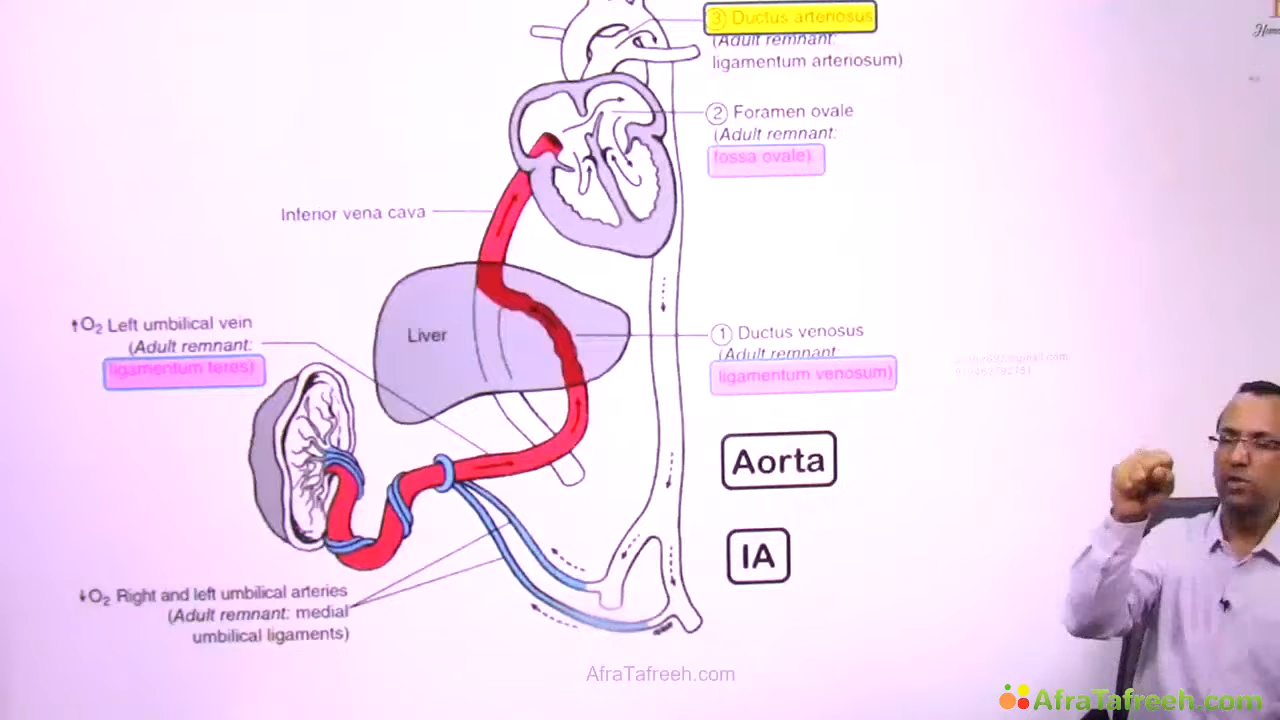 3 Ductus arteriosus
(Adult remnant:
ligamentum arteriosum)
2 Foramen ovale
(Adult remnant:
fossa ovale)
Inferior vena cava
↑O2 Left umbilical vein
(Adult remnant:
ligamentum teres)
Liver
1 Ductus venosus
(Adult remnant
ligamentum venosum)
Aorta
IA
↓O2 Right and left umbilical arteries
(Adult remnant: medial
umbilical ligaments)
AfraTafreeh.com
AfraTafreeh.com